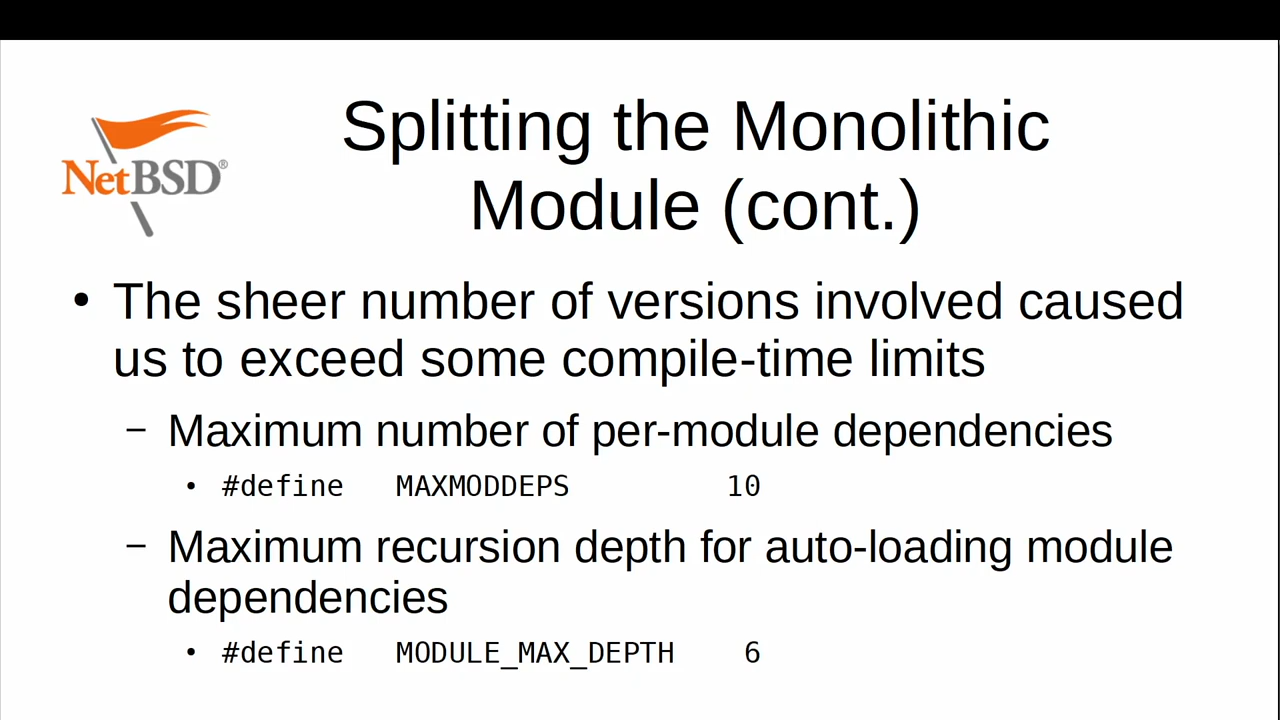 NetBSD®
Splitting the Monolithic
Module (cont.)
• The sheer number of versions involved caused
us to exceed some compile-time limits
– Maximum number of per-module dependencies
• #define MAXMODDEPS 10
– Maximum recursion depth for auto-loading module
dependencies
• #define MODULE_MAX_DEPTH 6